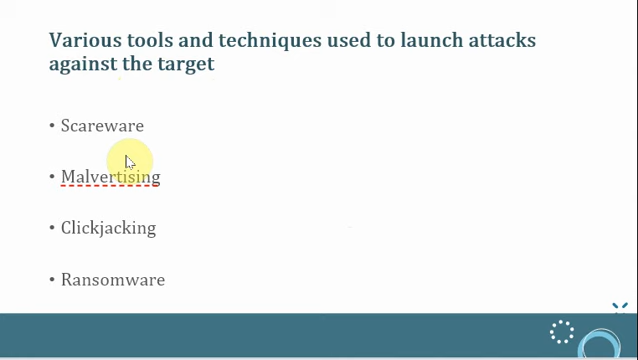 Various tools and techniques used to launch attacks
against the target
• Scareware
• Malvertising
• Clickjacking
• Ransomware